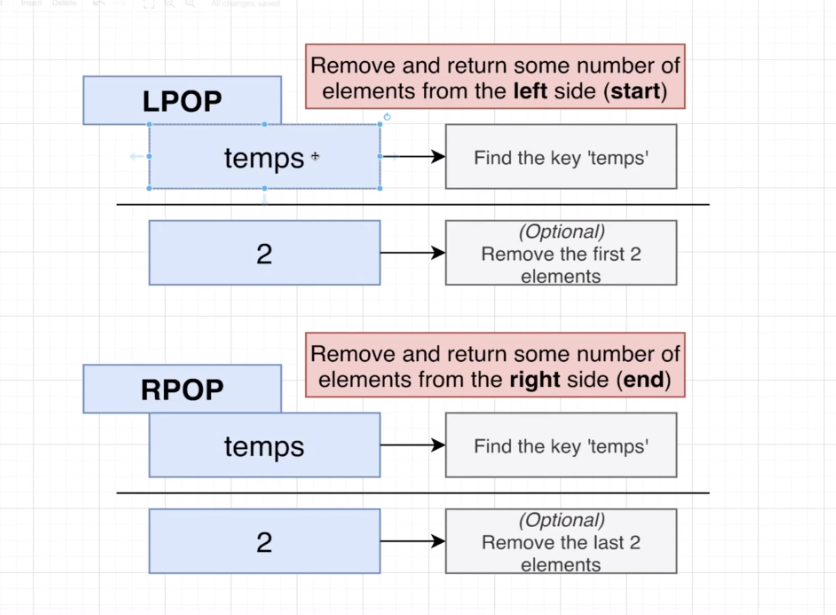 Insert Delete
All changes saved
Remove and return some number of
elements from the left side (start)
LPOP
temps
Find the key 'temps'
2
(Optional)
Remove the first 2
elements
Remove and return some number of
elements from the right side (end)
RPOP
temps
Find the key 'temps'
2
(Optional)
Remove the last 2
elements